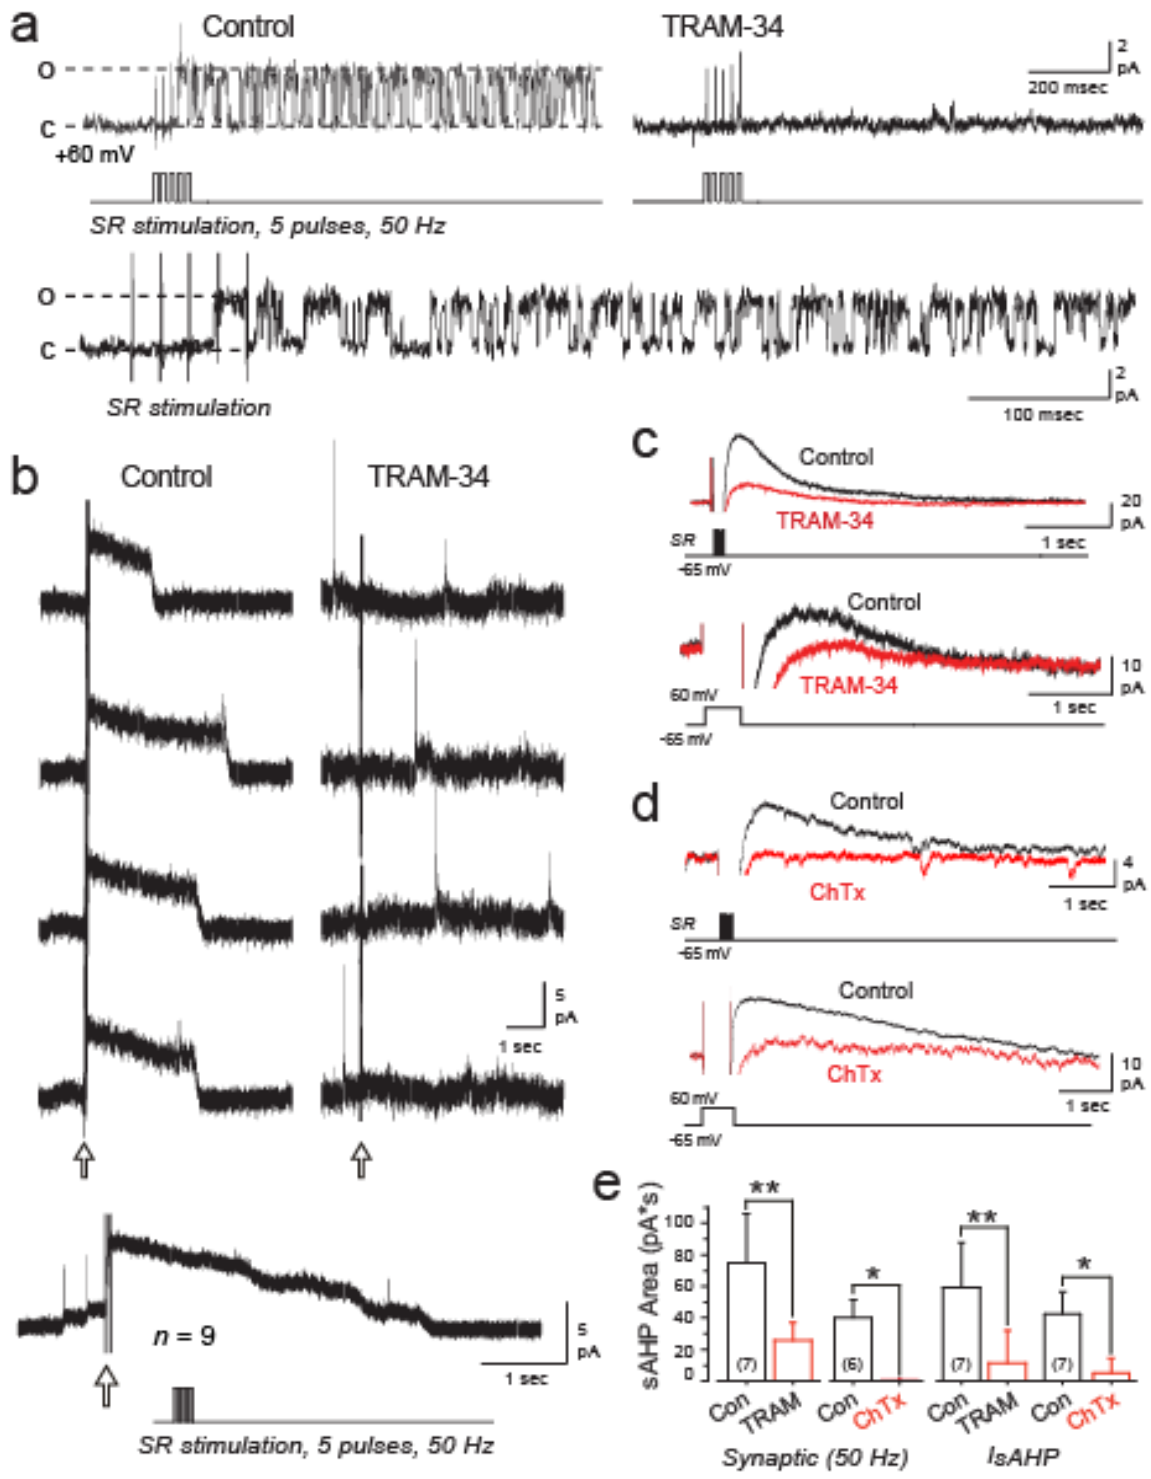 a
Control
TRAM-34
O
C
+60 mV
2
pA
200 msec
SR stimulation, 5 pulses, 50 Hz
O
C
SR stimulation
2
pA
100 msec
b
Control
TRAM-34
5
pA
1 sec
n = 9
5
pA
1 sec
SR stimulation, 5 pulses, 50 Hz
c
Control
TRAM-34
20
pA
1 sec
SR
-65 mV
Control
TRAM-34
10
pA
1 sec
60 mV
-65 mV
d
Control
ChTx
4
pA
1 sec
SR
-65 mV
Control
ChTx
10
pA
1 sec
60 mV
-65 mV
e
sAHP Area (pA*s)
100
80
60
40
20
0
** * ** *
(7) (6) (7) (7)
Con TRAM Con ChTx Con TRAM Con ChTx
Synaptic (50 Hz) IsAHP